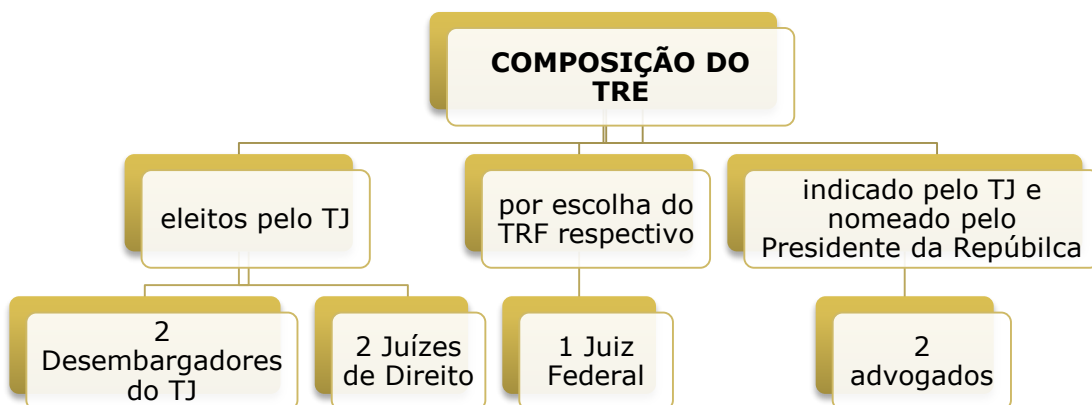 COMPOSIÇÃO DO
TRE
eleitos pelo TJ
por escolha do
TRF respectivo
indicado pelo TJ e
nomeado pelo
Presidente da Repúbilca
2
Desembargadores
do TJ
2 Juízes
de Direito
1 Juiz
Federal
2
advogados